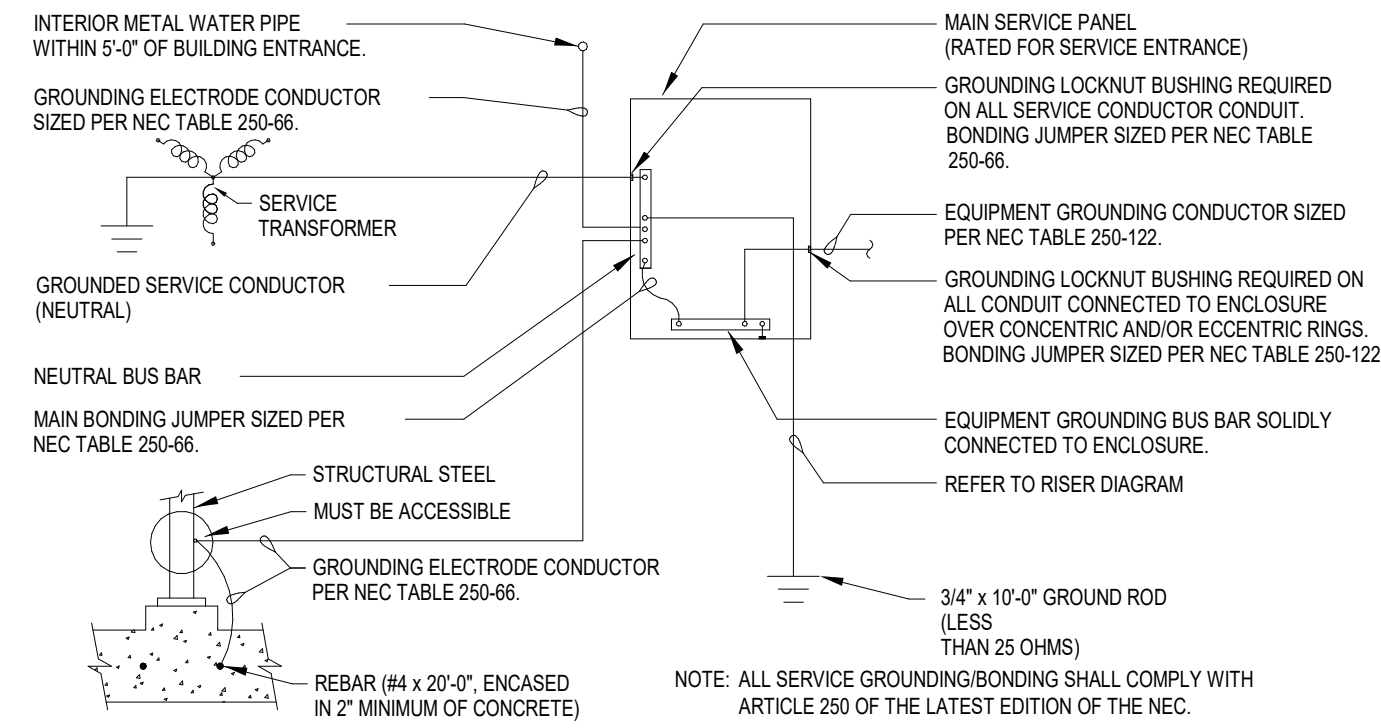 INTERIOR METAL WATER PIPE
WITHIN 5'-0" OF BUILDING ENTRANCE.
GROUNDING ELECTRODE CONDUCTOR
SIZED PER NEC TABLE 250-66.
SERVICE
TRANSFORMER
GROUNDED SERVICE CONDUCTOR
(NEUTRAL)
NEUTRAL BUS BAR
MAIN BONDING JUMPER SIZED PER
NEC TABLE 250-66.
STRUCTURAL STEEL
MUST BE ACCESSIBLE
GROUNDING ELECTRODE CONDUCTOR
PER NEC TABLE 250-66.
REBAR (#4 x 20'-0", ENCASED
IN 2" MINIMUM OF CONCRETE)
MAIN SERVICE PANEL
(RATED FOR SERVICE ENTRANCE)
GROUNDING LOCKNUT BUSHING REQUIRED
ON ALL SERVICE CONDUCTOR CONDUIT.
BONDING JUMPER SIZED PER NEC TABLE
250-66.
EQUIPMENT GROUNDING CONDUCTOR SIZED
PER NEC TABLE 250-122.
GROUNDING LOCKNUT BUSHING REQUIRED ON
ALL CONDUIT CONNECTED TO ENCLOSURE
OVER CONCENTRIC AND/OR ECCENTRIC RINGS.
BONDING JUMPER SIZED PER NEC TABLE 250-122
EQUIPMENT GROUNDING BUS BAR SOLIDLY
CONNECTED TO ENCLOSURE.
REFER TO RISER DIAGRAM
3/4" x 10'-0" GROUND ROD
(LESS
THAN 25 OHMS)
NOTE: ALL SERVICE GROUNDING/BONDING SHALL COMPLY WITH
ARTICLE 250 OF THE LATEST EDITION OF THE NEC.